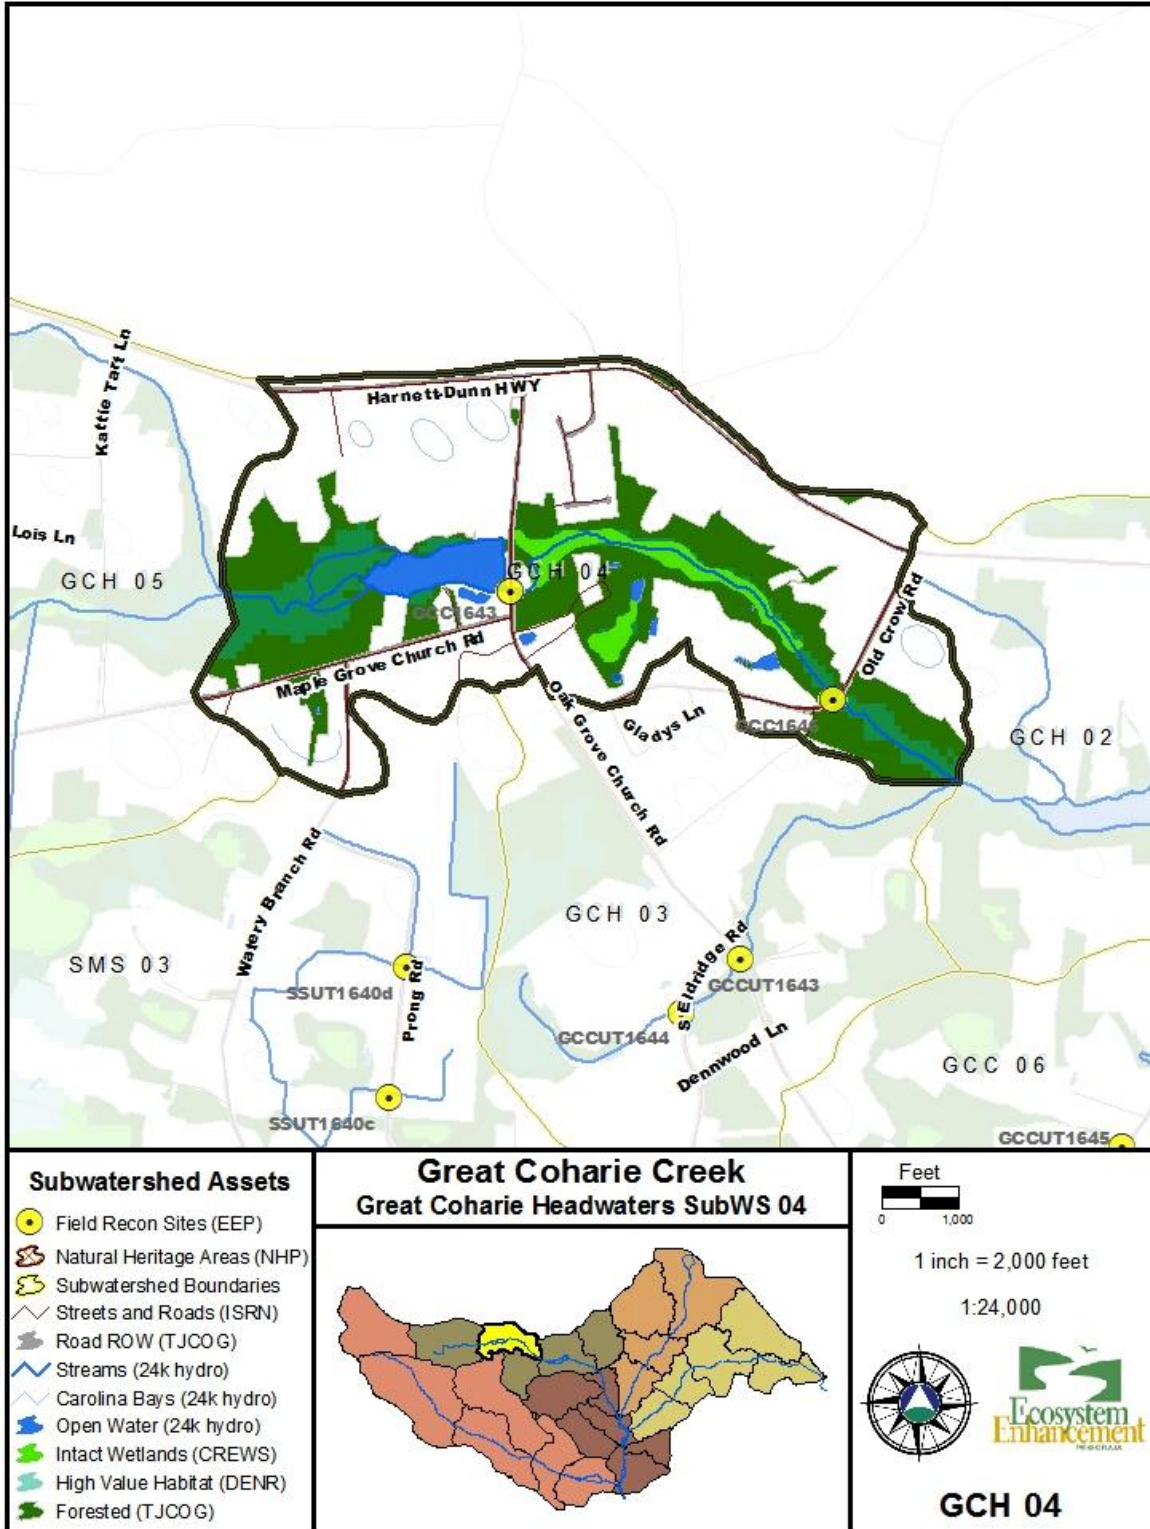 Kattie Tart Ln
Harnett-Dunn HWY
Lois Ln
GCH 05
GCH 04
GCC1643
Maple Grove Church Rd
Old Crow Rd
Oak Grove Church Rd
Gladys Ln
GCH 02
Watery Branch Rd
GCH 03
SMS 03
SSUT1640d
Prong Rd
S Eldridge Rd
GCCUT1643
GCCUT1644
Dennwood Ln
GCC 06
SSUT1640c
GCCUT1645
Subwatershed Assets
Field Recon Sites (EEP)
Natural Heritage Areas (NHP)
Subwatershed Boundaries
Streets and Roads (ISRN)
Road ROW (TJCOG)
Streams (24k hydro)
Carolina Bays (24k hydro)
Open Water (24k hydro)
Intact Wetlands (CREWS)
High Value Habitat (DENR)
Forested (TJCOG)
Great Coharie Creek
Great Coharie Headwaters SubWS 04
Feet
0 1,000
1 inch = 2,000 feet
1:24,000
Ecosystem
Enhancement
PROGRAM
GCH 04